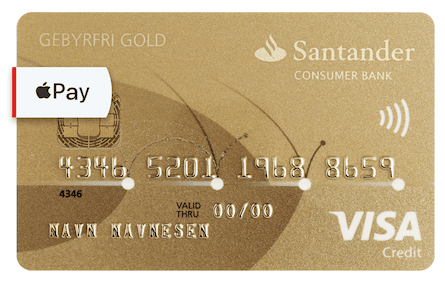 GEBYRFRI GOLD
Santander
CONSUMER BANK
Pay
4346 5201 1968 8659
4346
VALID
THRU 00/00
NAVN NAVNESEN
VISA
Credit